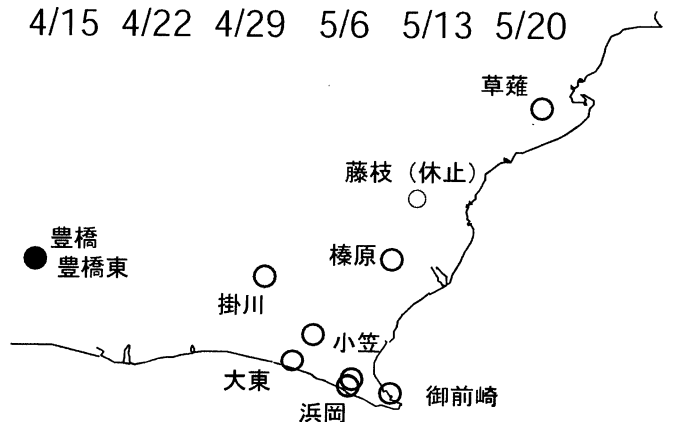 4/15 4/22 4/29 5/6 5/13 5/20
草薙
藤枝（休止）
豊橋
豊橋東
榛原
掛川
小笠
大東
御前崎
浜岡